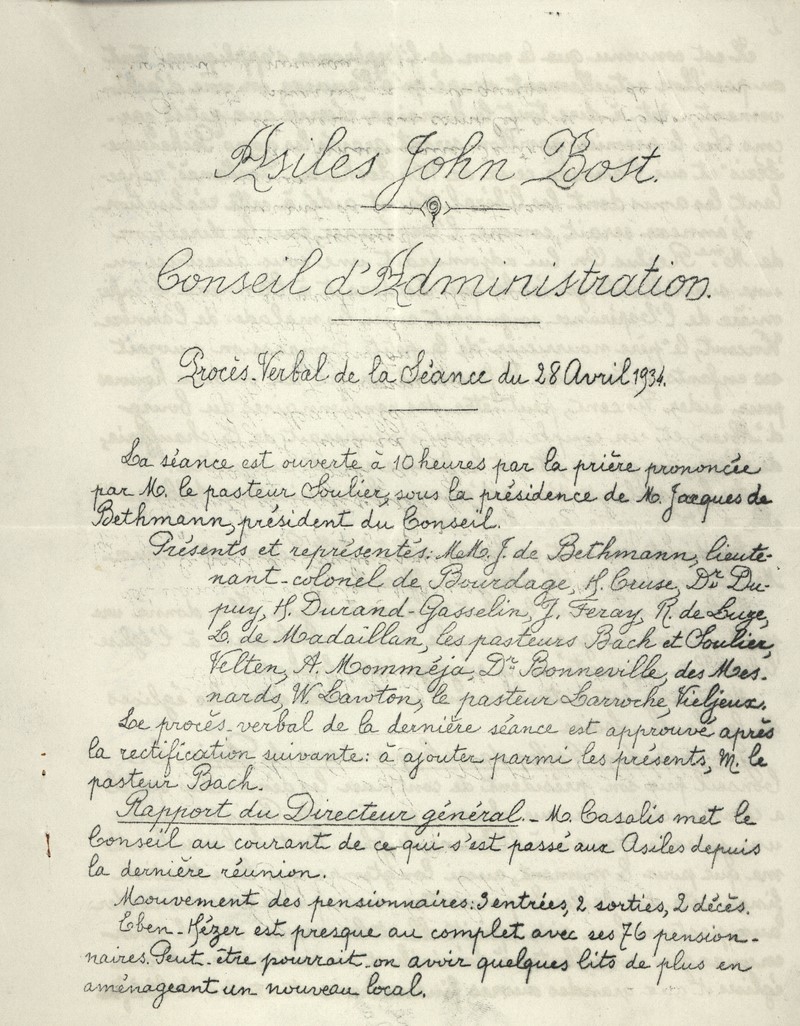 Asiles John Bost.
Conseil d'Administration.
Procès-Verbal de la Séance du 28 Avril 1934.
La séance est ouverte à 10 heures par la prière prononcée
par M. le pasteur Soulier, sous la présidence de M. Jacques de
Bethmann, président du Conseil.
Présents et représentés: M.M. J. de Bethmann, lieute-
nant-colonel de Bourdage, H. Cruse, Dr Du-
puy, H. Durand-Gasselin, J. Feray, R. de Luze,
L. de Madaillan, les pasteurs Bach et Soulier,
Velten, A. Momméja, Dr Bonneville, des Mes-
nards, W. Lawton, le pasteur Larroche, Vieljeux.
Le procès-verbal de la dernière séance est approuvé après
la rectification suivante: à ajouter parmi les présents, M. le
pasteur Bach.
Rapport du Directeur général. - M. Casalis met le
Conseil au courant de ce qui s'est passé aux Asiles depuis
la dernière réunion.
Mouvement des pensionnaires: 3 entrées, 2 sorties, 2 décès.
Eben-Hézer est presque au complet avec ses 76 pension-
naires. Peut-être pourrait-on avoir quelques lits de plus en
aménageant un nouveau local.